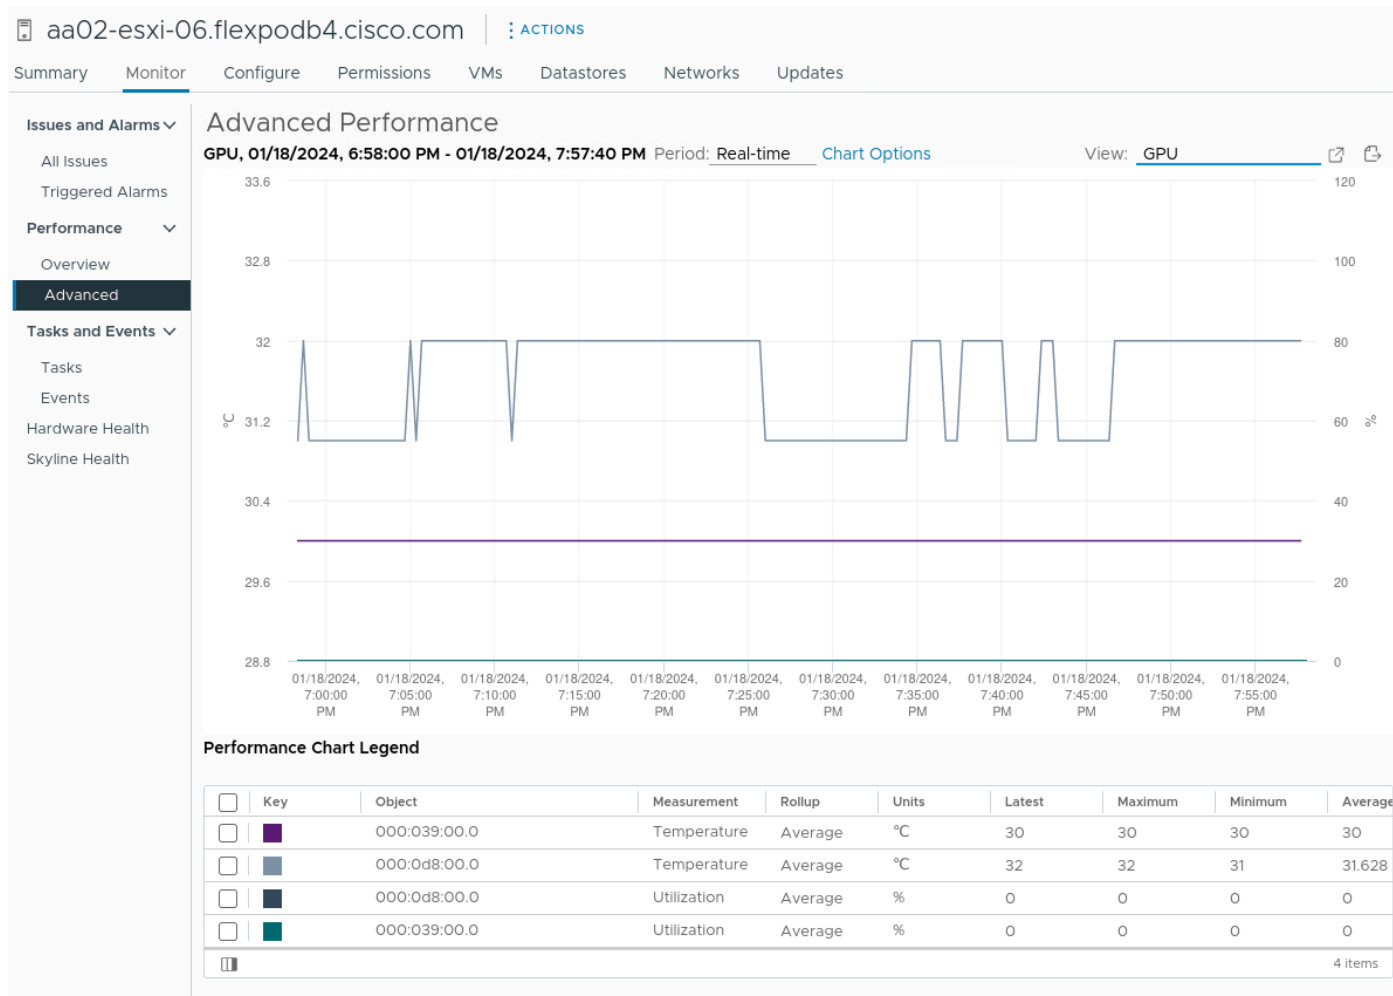 aa02-esxi-06.flexpodb4.cisco.com ACTIONS
Summary Monitor Configure Permissions VMs Datastores Networks Updates
Issues and Alarms
All Issues
Triggered Alarms
Performance
Overview
Advanced
Tasks and Events
Tasks
Events
Hardware Health
Skyline Health
Advanced Performance
GPU, 01/18/2024, 6:58:00 PM - 01/18/2024, 7:57:40 PM Period: Real-time Chart Options View: GPU
33.6 120
32.8 100
32 80
°C 31.2 60 %
30.4 40
29.6 20
28.8 0
01/18/2024, 01/18/2024, 01/18/2024, 01/18/2024, 01/18/2024, 01/18/2024, 01/18/2024, 01/18/2024, 01/18/2024, 01/18/2024, 01/18/2024, 01/18/2024,
7:00:00 7:05:00 7:10:00 7:15:00 7:20:00 7:25:00 7:30:00 7:35:00 7:40:00 7:45:00 7:50:00 7:55:00
PM PM PM PM PM PM PM PM PM PM PM PM
Performance Chart Legend
Key Object Measurement Rollup Units Latest Maximum Minimum Average
000:039:00.0 Temperature Average °C 30 30 30 30
000:0d8:00.0 Temperature Average °C 32 32 31 31.628
000:0d8:00.0 Utilization Average % 0 0 0 0
000:039:00.0 Utilization Average % 0 0 0 0
4 items